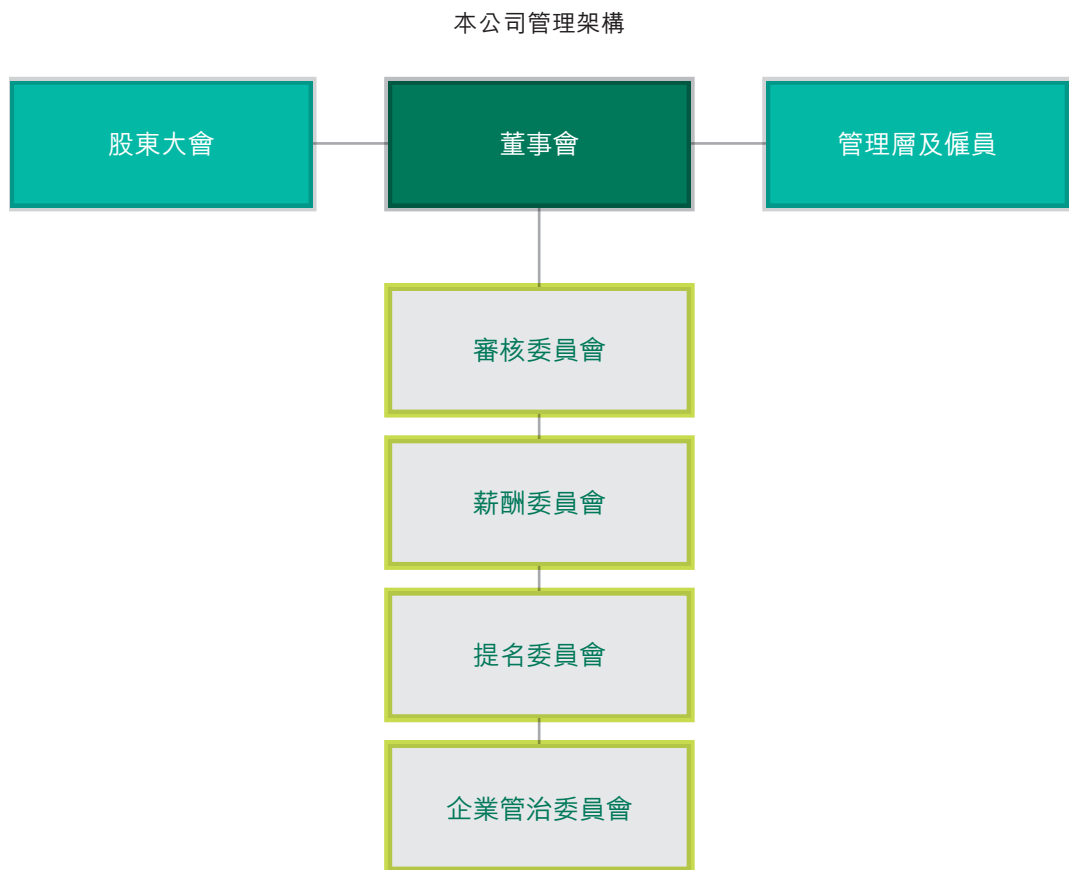 本公司管理架構
股東大會
董事會
管理層及僱員
審核委員會
薪酬委員會
提名委員會
企業管治委員會